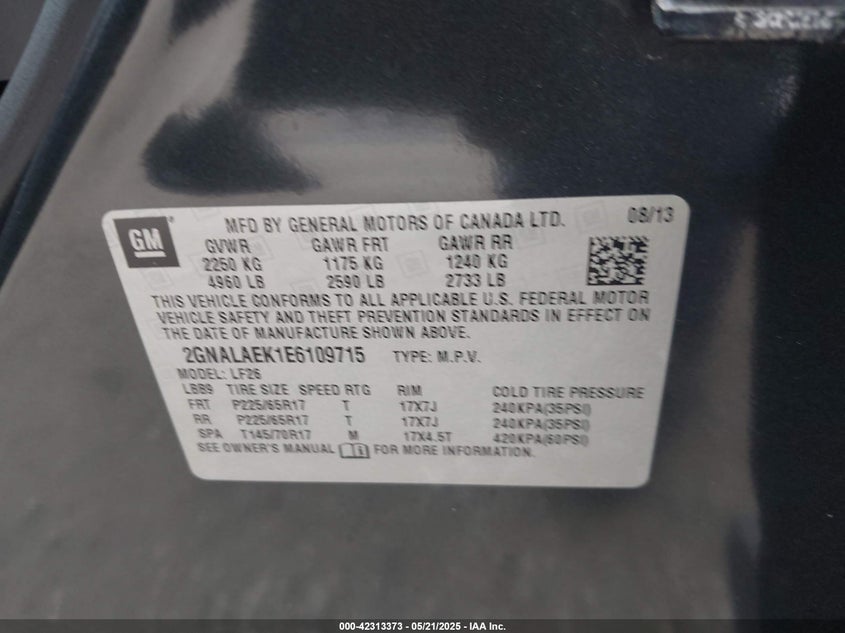 GM
MFD BY GENERAL MOTORS OF CANADA LTD. 08/13
GVWR GAWR FRT GAWR RR
2250 KG 1175 KG 1240 KG
4960 LB 2590 LB 2733 LB
THIS VEHICLE CONFORMS TO ALL APPLICABLE U.S. FEDERAL MOTOR
VEHICLE SAFETY AND THEFT PREVENTION STANDARDS IN EFFECT ON
THE DATE OF MANUFACTURE SHOWN ABOVE.
2GNALAEK1E6109715 TYPE: M.P.V.
MODEL: LF26
LBB9 TIRE SIZE SPEED RTG RIM COLD TIRE PRESSURE
FRT P225/65R17 T 17X7J 240KPA(35PSI)
RR P225/65R17 T 17X7J 240KPA(35PSI)
SPA T145/70R17 M 17X4.5T 420KPA(60PSI)
SEE OWNER'S MANUAL FOR MORE INFORMATION.
000-42313373 - 05/21/2025 - IAA Inc.